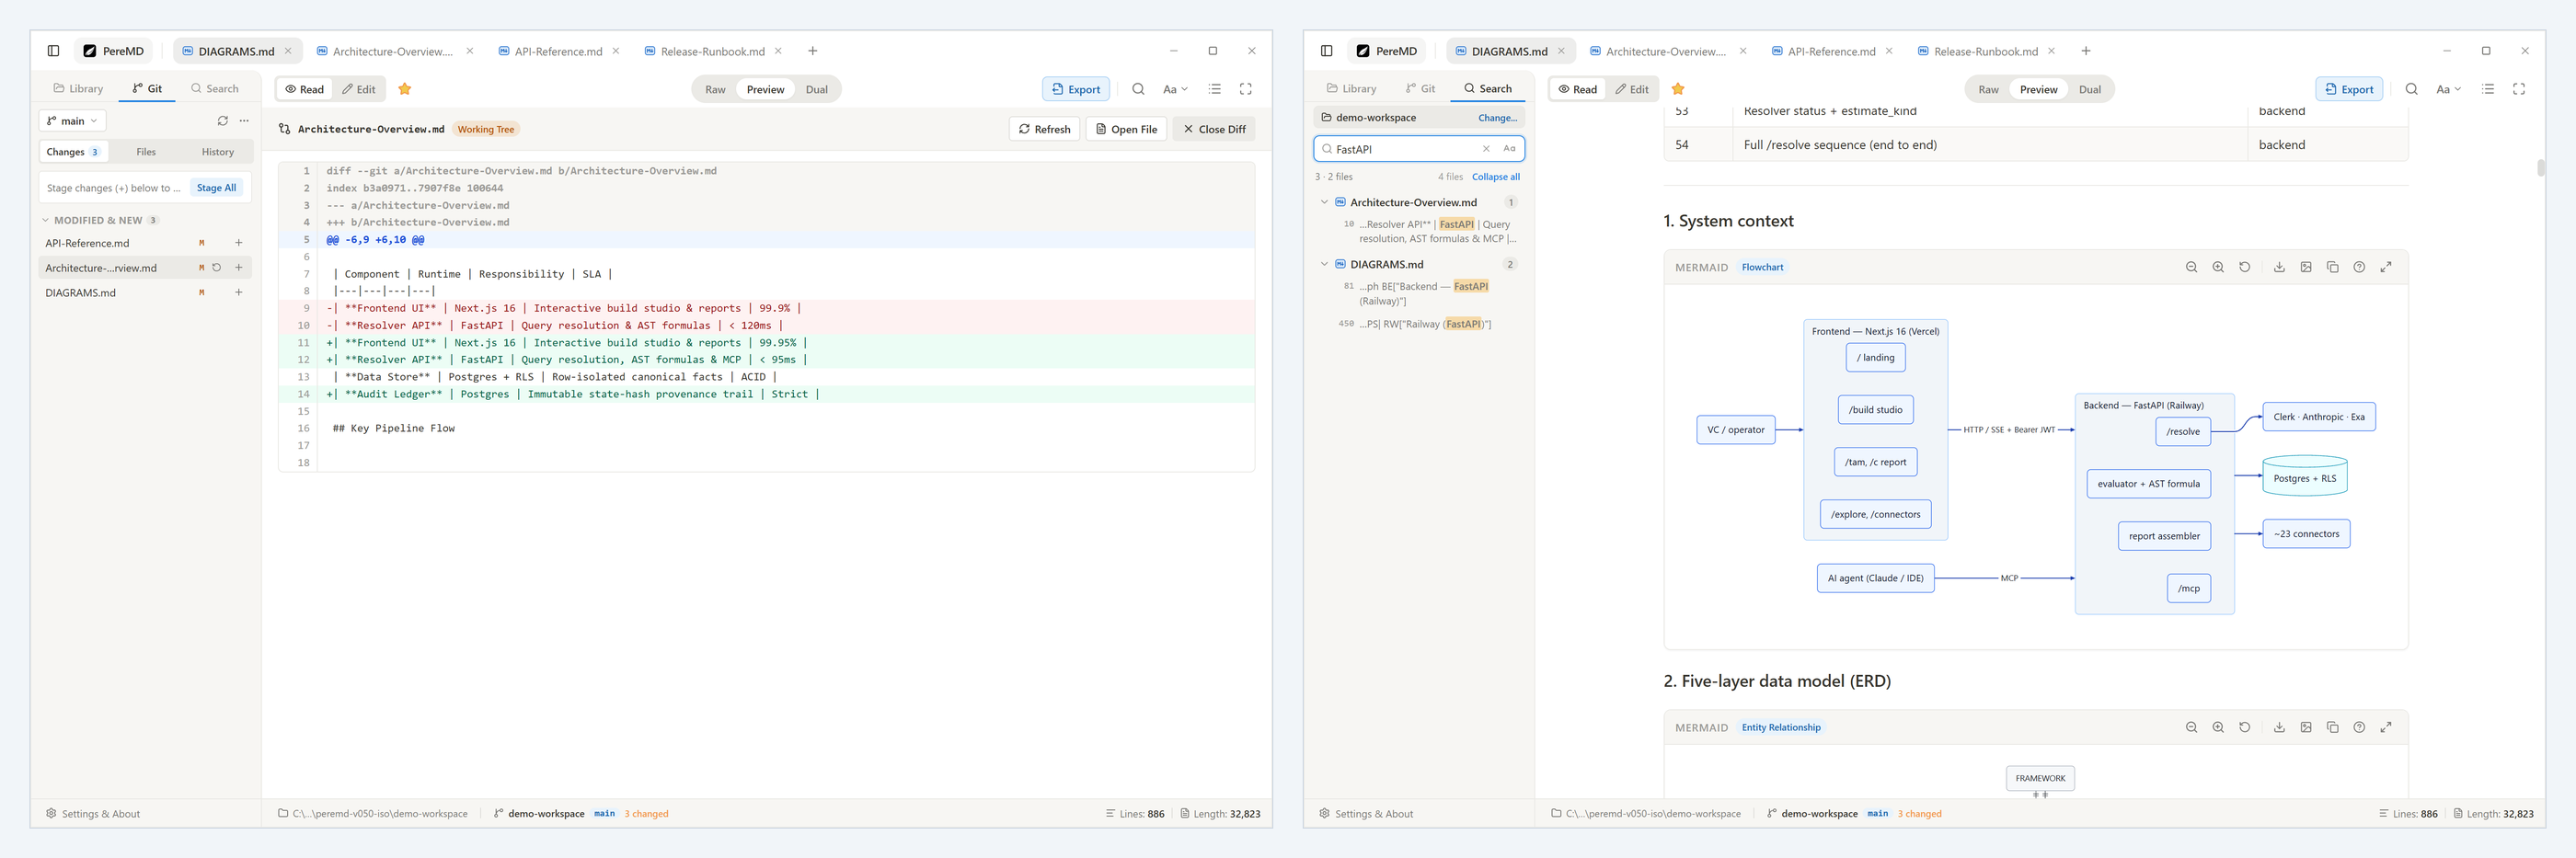 PereMD
DIAGRAMS.md
Architecture-Overview....
API-Reference.md
Release-Runbook.md
Library
Git
Search
Read
Edit
Raw
Preview
Dual
Export
Aa
main
Changes 3
Files
History
Stage changes (+) below to ...
Stage All
MODIFIED & NEW 3
API-Reference.md M
Architecture-...rview.md M
DIAGRAMS.md M
Architecture-Overview.md
Working Tree
Refresh
Open File
Close Diff
1 diff --git a/Architecture-Overview.md b/Architecture-Overview.md
2 index b3a0971..7907f8e 100644
3 --- a/Architecture-Overview.md
4 +++ b/Architecture-Overview.md
5 @@ -6,9 +6,10 @@
6
7 | Component | Runtime | Responsibility | SLA |
8 |---|---|---|---|
9 -| **Frontend UI** | Next.js 16 | Interactive build studio & reports | 99.9% |
10 -| **Resolver API** | FastAPI | Query resolution & AST formulas | < 120ms |
11 +| **Frontend UI** | Next.js 16 | Interactive build studio & reports | 99.95% |
12 +| **Resolver API** | FastAPI | Query resolution, AST formulas & MCP | < 95ms |
13 | **Data Store** | Postgres + RLS | Row-isolated canonical facts | ACID |
14 +| **Audit Ledger** | Postgres | Immutable state-hash provenance trail | Strict |
15
16 ## Key Pipeline Flow
17
18
Settings & About
C:\...\peremd-v050-iso\demo-workspace
demo-workspace main 3 changed
Lines: 886
Length: 32,823
PereMD
DIAGRAMS.md
Architecture-Overview....
API-Reference.md
Release-Runbook.md
Library
Git
Search
Read
Edit
Raw
Preview
Dual
Export
Aa
demo-workspace
Change...
FastAPI
Aa
3 · 2 files
4 files
Collapse all
Architecture-Overview.md 1
10 ...Resolver API** | FastAPI | Query
resolution, AST formulas & MCP |...
DIAGRAMS.md 2
81 ...ph BE["Backend — FastAPI
(Railway)"]
450 ...PS| RW["Railway (FastAPI)"]
53 Resolver status + estimate_kind backend
54 Full /resolve sequence (end to end) backend
1. System context
MERMAID Flowchart
Frontend — Next.js 16 (Vercel)
/ landing
/build studio
/tam, /c report
/explore, /connectors
VC / operator
AI agent (Claude / IDE)
HTTP / SSE + Bearer JWT
MCP
Backend — FastAPI (Railway)
/resolve
evaluator + AST formula
report assembler
/mcp
Clerk · Anthropic · Exa
Postgres + RLS
~23 connectors
2. Five-layer data model (ERD)
MERMAID Entity Relationship
FRAMEWORK
Settings & About
C:\...\peremd-v050-iso\demo-workspace
demo-workspace main 3 changed
Lines: 886
Length: 32,823